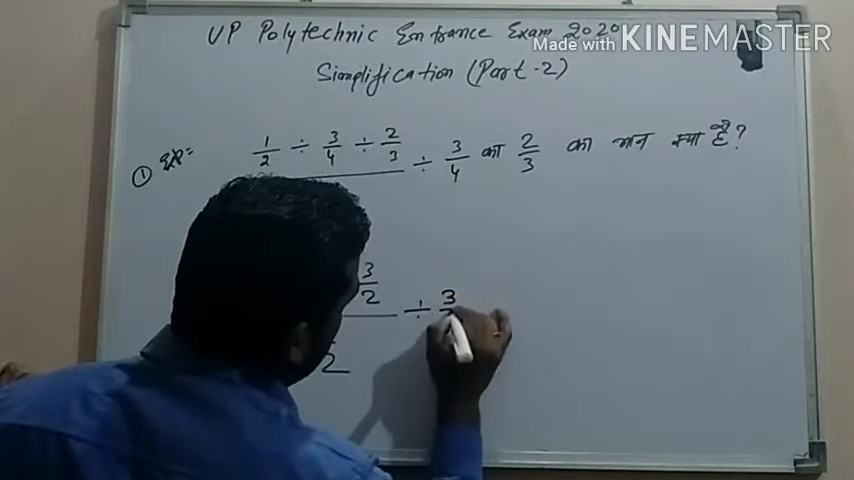 UP Polytechnic Entrance Exam 2020
Made with KINEMASTER
Simplification (Part-2)
① 1/2 ÷ 3/4 ÷ 2/3 ÷ 3/4 का 2/3 का मान क्या है?
3/2 ÷ 3
2